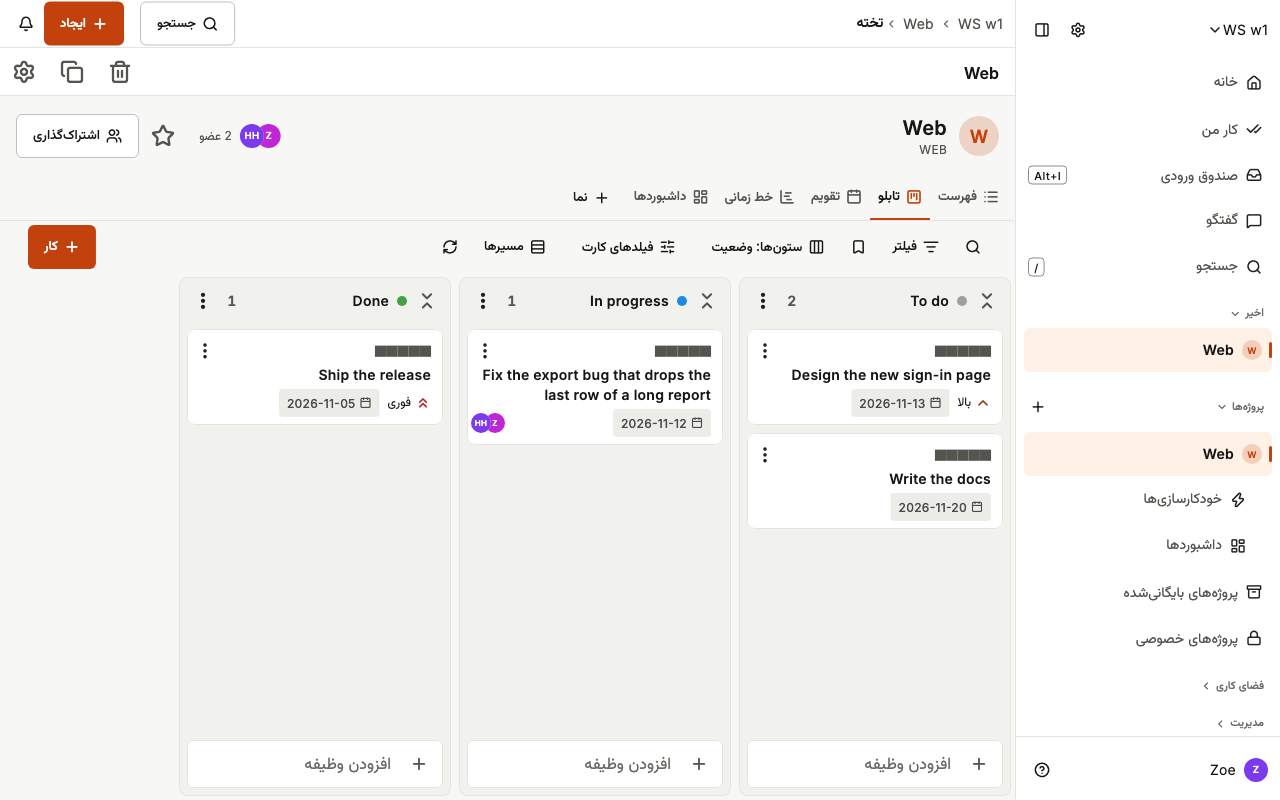 WS w1
خانه
کار من
صندوق ورودی
Alt+I
گفتگو
جستجو
/
اخیر
W Web
پروژه‌ها
W Web
خودکارسازی‌ها
داشبوردها
پروژه‌های بایگانی‌شده
پروژه‌های خصوصی
فضای کاری
مدیریت
Z Zoe
WS w1 › Web › تخته
جستجو
ایجاد
Web
W Web
WEB
Z HH
2 عضو
اشتراک‌گذاری
فهرست
تابلو
تقویم
خط زمانی
داشبوردها
نما
فیلتر
ستون‌ها: وضعیت
فیلدهای کارت
مسیرها
کار
To do 2
Design the new sign-in page
بالا
2026-11-13
Write the docs
2026-11-20
افزودن وظیفه
In progress 1
Fix the export bug that drops the
last row of a long report
2026-11-12
Z HH
افزودن وظیفه
Done 1
Ship the release
فوری
2026-11-05
افزودن وظیفه